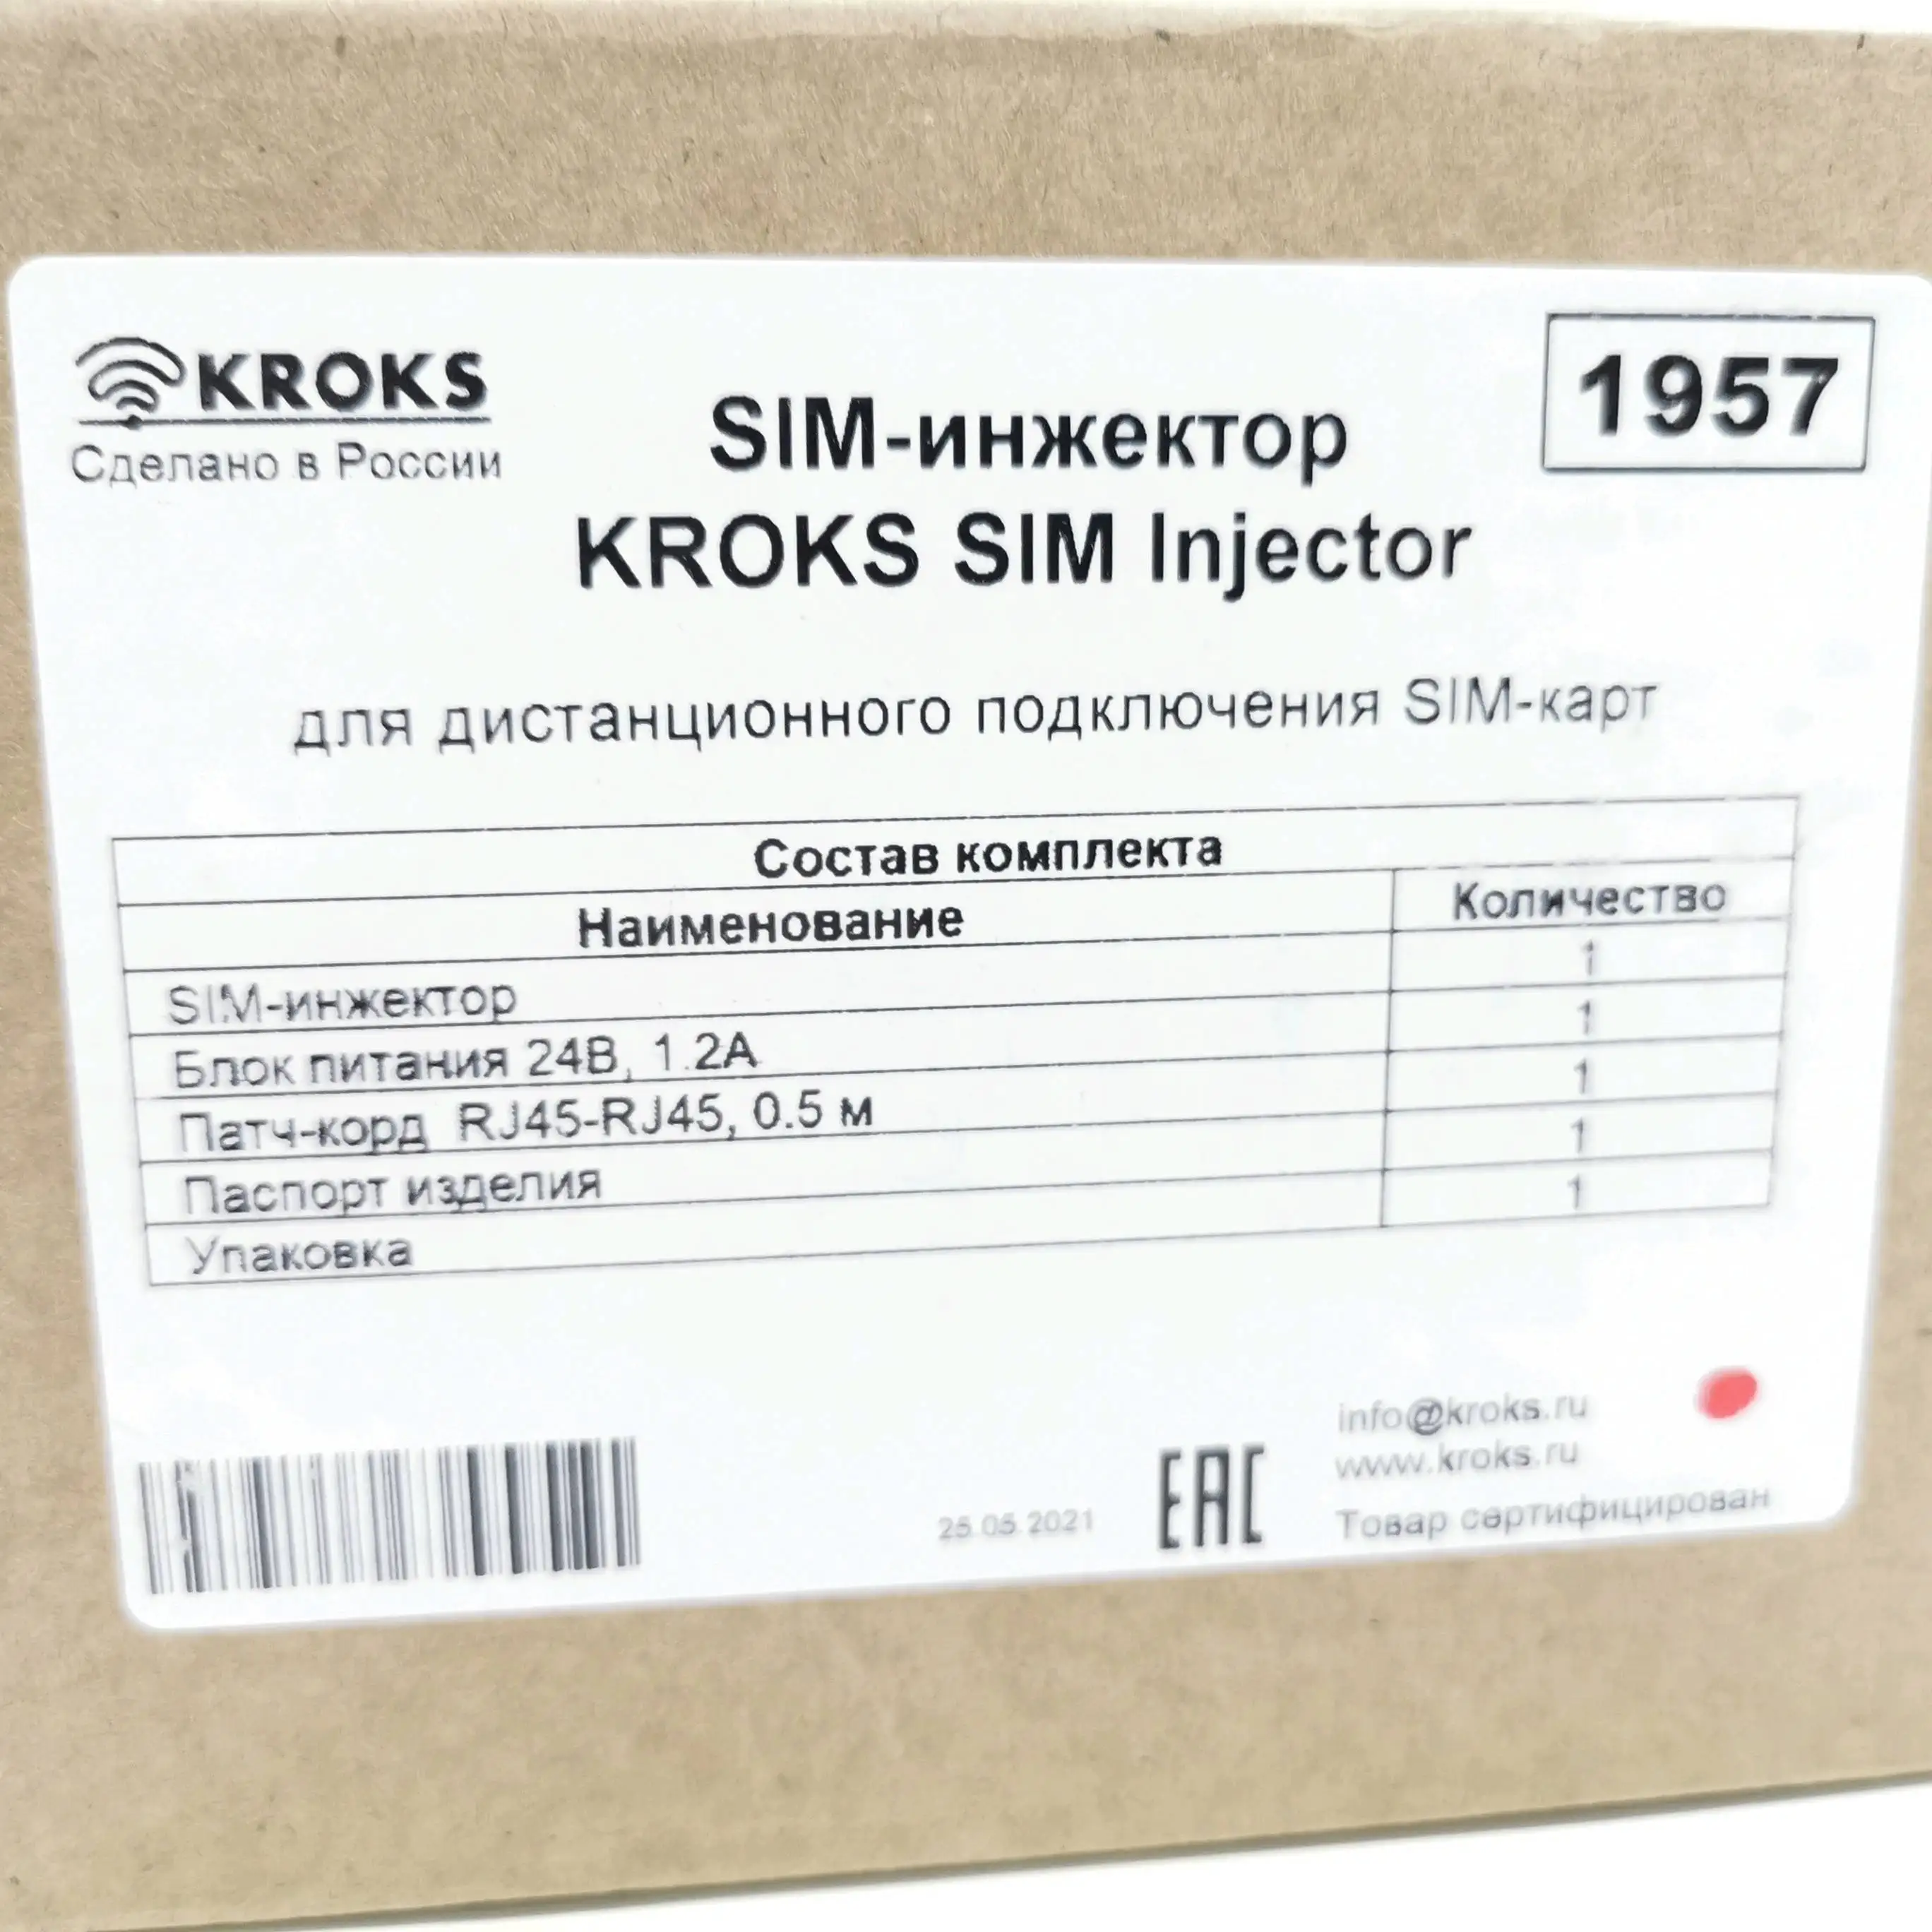 KROKS
Сделано в России
1957
SIM-инжектор
KROKS SIM Injector
для дистанционного подключения SIM-карт
Состав комплекта
Наименование Количество
SIM-инжектор 1
Блок питания 24В, 1.2А 1
Патч-корд RJ45-RJ45, 0.5 м 1
Паспорт изделия 1
Упаковка 1
25.05.2021
EAC
info@kroks.ru
www.kroks.ru
Товар сертифицирован